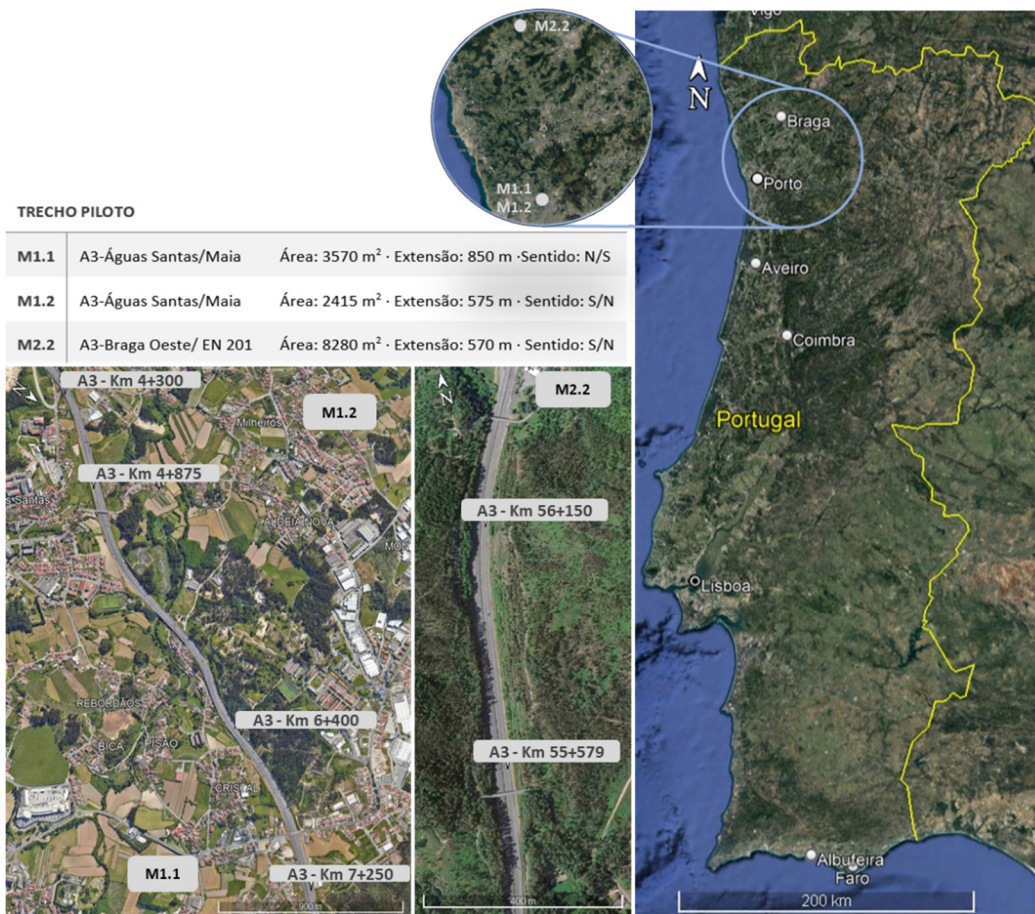 Vigo
M2.2
N
Braga
Porto
M1.1
M1.2
TRECHO PILOTO
M1.1 A3-Águas Santas/Maia Área: 3570 m² · Extensão: 850 m ·Sentido: N/S
M1.2 A3-Águas Santas/Maia Área: 2415 m² · Extensão: 575 m · Sentido: S/N
M2.2 A3-Braga Oeste/ EN 201 Área: 8280 m² · Extensão: 570 m · Sentido: S/N
Aveiro
Coimbra
Portugal
Lisboa
Albufeira
Faro
200 km
A3 - Km 4+300
M1.2
Milheiros
A3 - Km 4+875
s Santas
ALDEIA NOVA
A3 - Km 6+400
REBORDÃOS
BICA
PISÃO
CRISTAL
M1.1
A3 - Km 7+250
900 m
N
M2.2
A3 - Km 56+150
A3 - Km 55+579
400 m